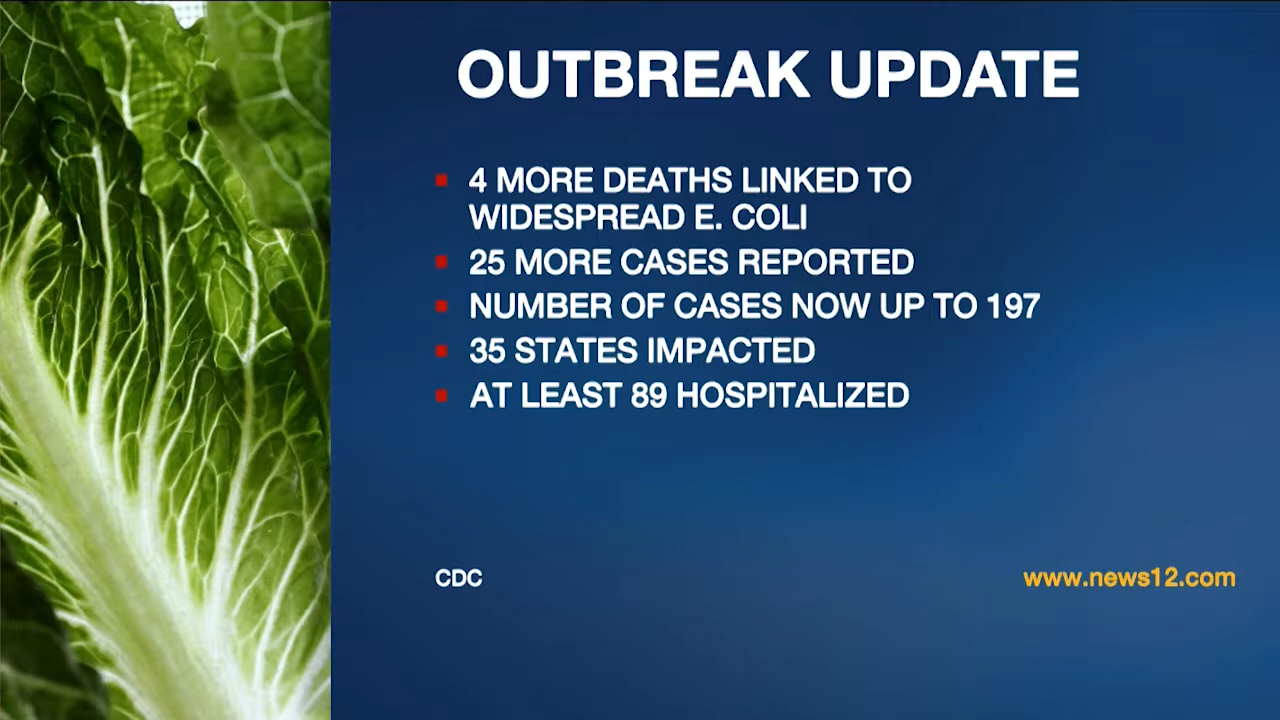 OUTBREAK UPDATE
4 MORE DEATHS LINKED TO
WIDESPREAD E. COLI
25 MORE CASES REPORTED
NUMBER OF CASES NOW UP TO 197
35 STATES IMPACTED
AT LEAST 89 HOSPITALIZED
CDC
www.news12.com